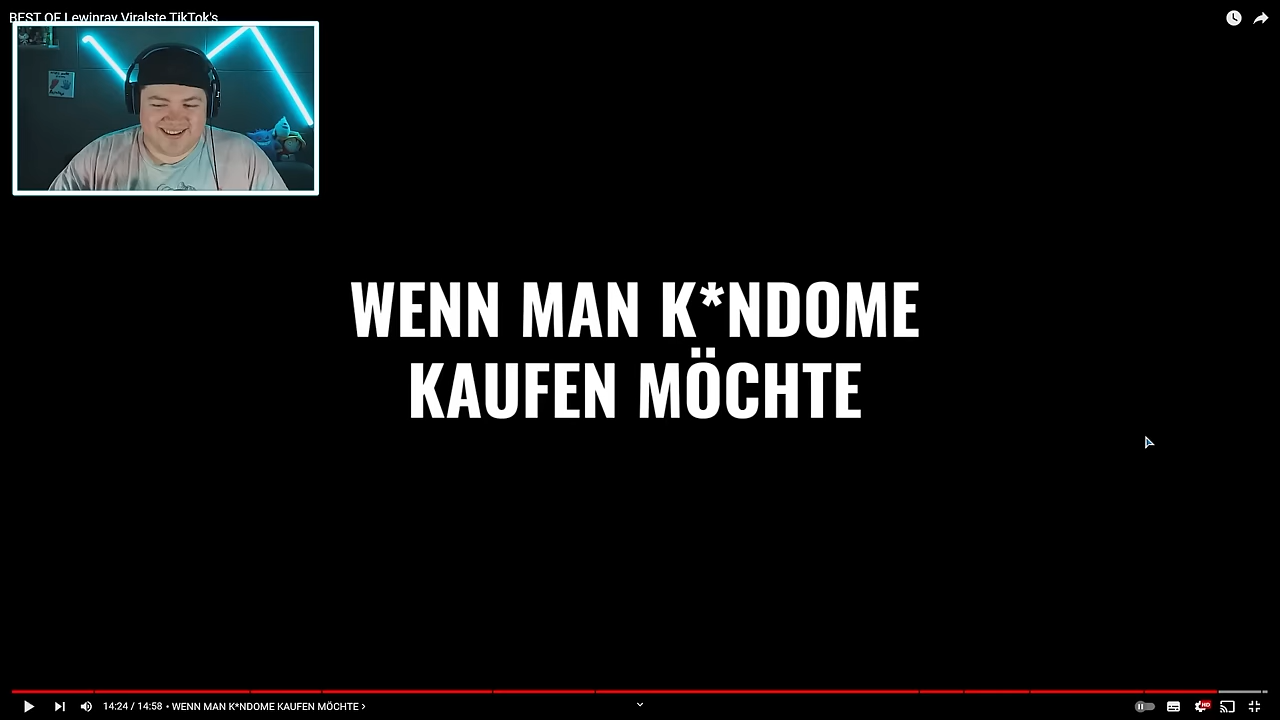 BEST OF Lewinray Viralste TikTok's
WENN MAN K*NDOME
KAUFEN MÖCHTE
14:24 / 14:58 • WENN MAN K*NDOME KAUFEN MÖCHTE
HD